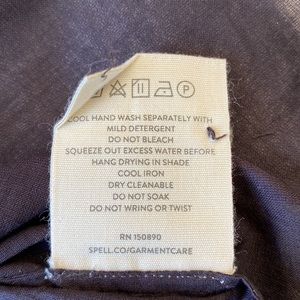 COOL HAND WASH SEPARATELY WITH
MILD DETERGENT
DO NOT BLEACH
SQUEEZE OUT EXCESS WATER BEFORE
HANG DRYING IN SHADE
COOL IRON
DRY CLEANABLE
DO NOT SOAK
DO NOT WRING OR TWIST
RN 150890
SPELL.CO/GARMENTCARE